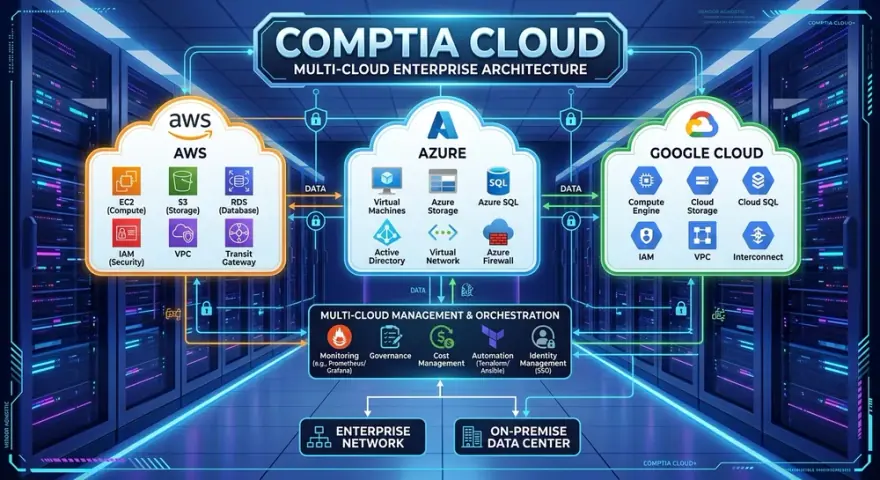 COMPTIA CLOUD+
COMPTIA CLOUD
MULTI-CLOUD ENTERPRISE ARCHITECTURE
aws
AWS
EC2
(Compute)
S3
(Storage)
RDS
(Database)
IAM
(Security)
VPC
Transit
Gateway
DATA
AZURE
Virtual
Machines
Azure
Storage
SQL
Azure SQL
Active
Directory
Virtual
Network
Azure
Firewall
DATA
GOOGLE CLOUD
Compute
Engine
Cloud
Storage
Cloud SQL
IAM
VPC
Interconnect
DATA
MULTI-CLOUD MANAGEMENT & ORCHESTRATION
Monitoring
(e.g., Prometheus/
Grafana)
Governance
Cost
Management
Automation
(Terraform/
Ansible)
Identity
Management
(SSO)
ENTERPRISE
NETWORK
ON-PREMISE
DATA CENTER
COMPTIA CLOUD+